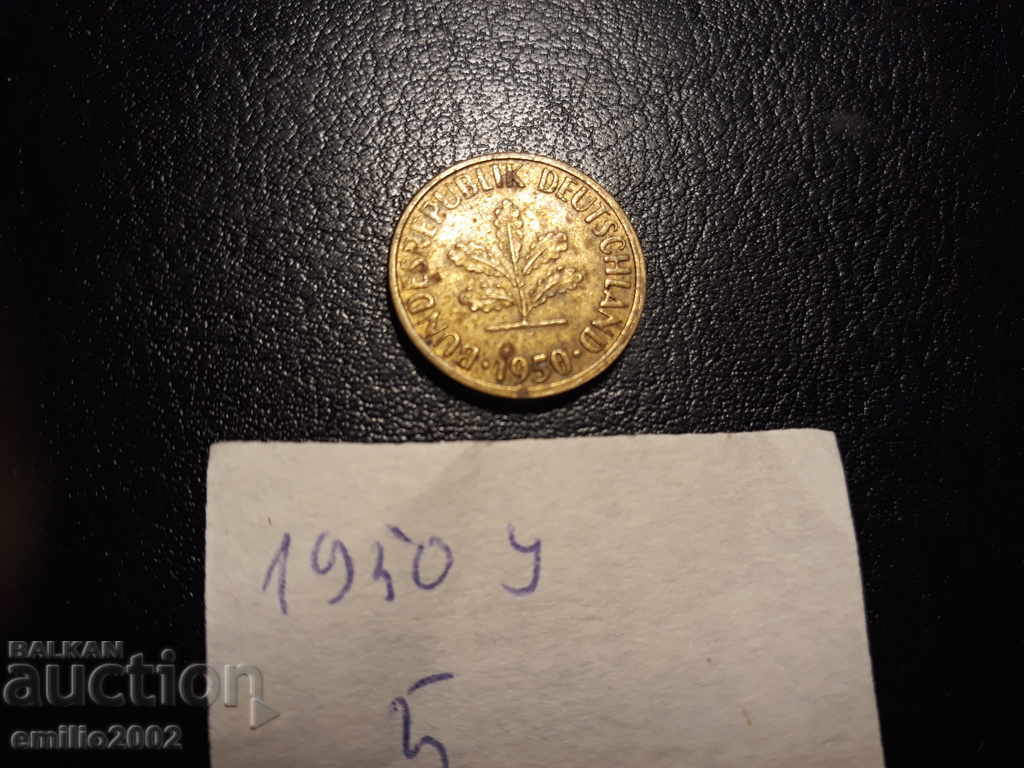 BUNDESREPUBLIK DEUTSCHLAND
· 1950 ·
1950 J
5
BALKAN
auction
emilio2002